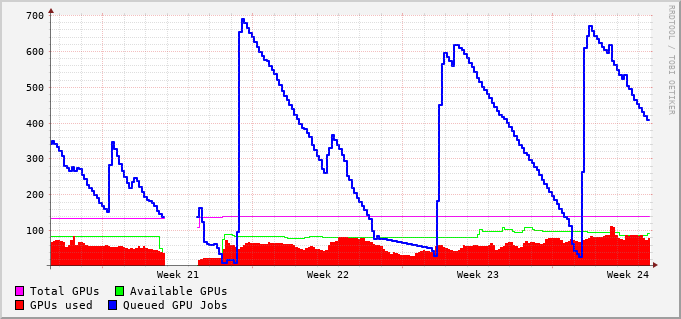 700
600
500
400
300
200
100
Week 21 Week 22 Week 23 Week 24
Total GPUs Available GPUs
GPUs used Queued GPU Jobs
RRDTOOL / TOBI OETIKER